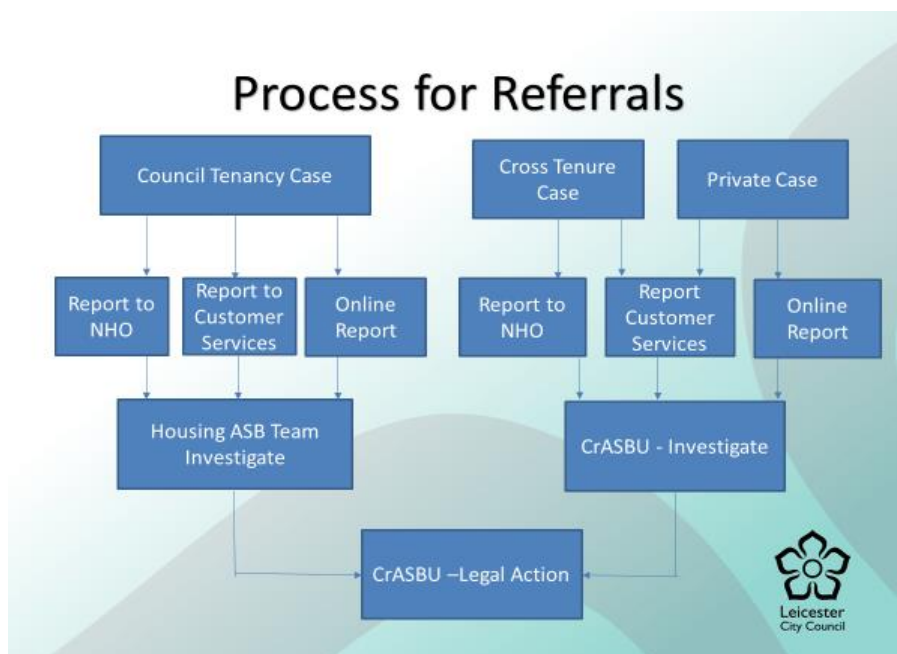 Process for Referrals
Council Tenancy Case
Cross Tenure
Case
Private Case
Report to
NHO
Report to
Customer
Services
Online
Report
Report to
NHO
Report
Customer
Services
Online
Report
Housing ASB Team
Investigate
CrASBU - Investigate
CrASBU –Legal Action
Leicester
City Council